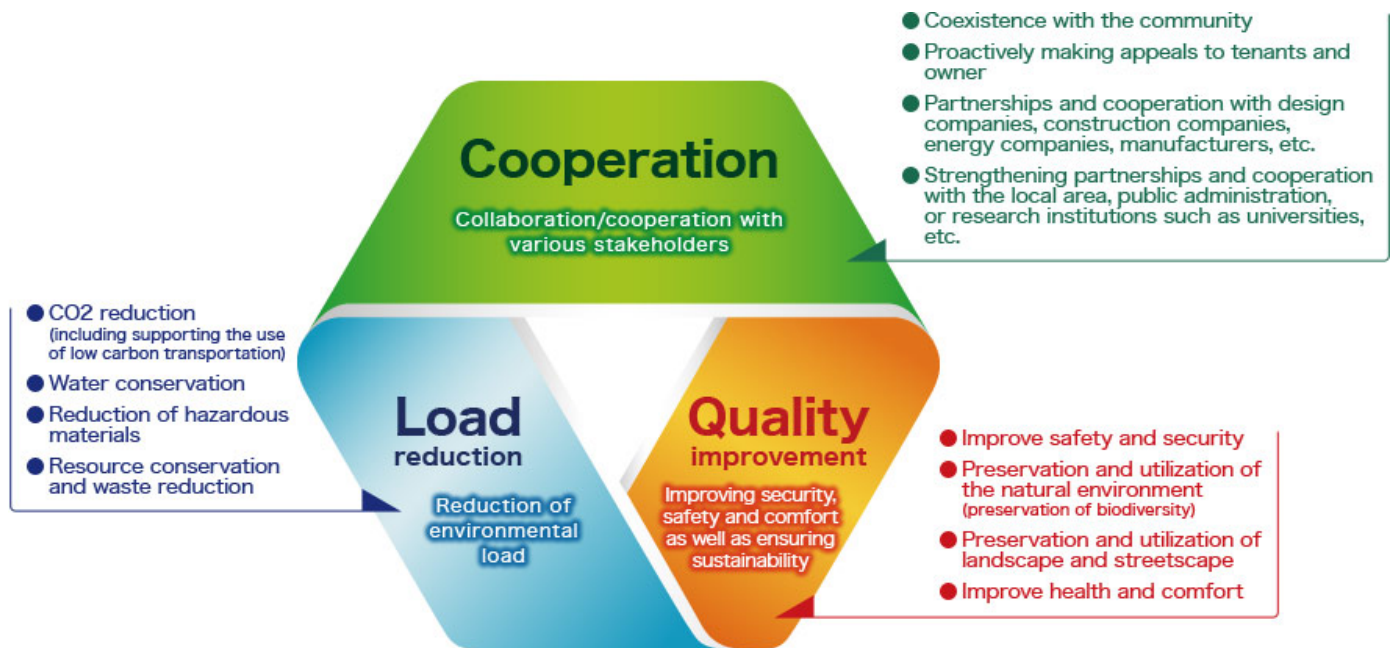 Cooperation
Collaboration/cooperation with
various stakeholders
● Coexistence with the community
● Proactively making appeals to tenants and
owner
● Partnerships and cooperation with design
companies, construction companies,
energy companies, manufacturers, etc.
● Strengthening partnerships and cooperation
with the local area, public administration,
or research institutions such as universities,
etc.
● CO2 reduction
(including supporting the use
of low carbon transportation)
● Water conservation
● Reduction of hazardous
materials
● Resource conservation
and waste reduction
Load
reduction
Reduction of
environmental
load
Quality
improvement
Improving security,
safety and comfort
as well as ensuring
sustainability
● Improve safety and security
● Preservation and utilization of
the natural environment
(preservation of biodiversity)
● Preservation and utilization of
landscape and streetscape
● Improve health and comfort